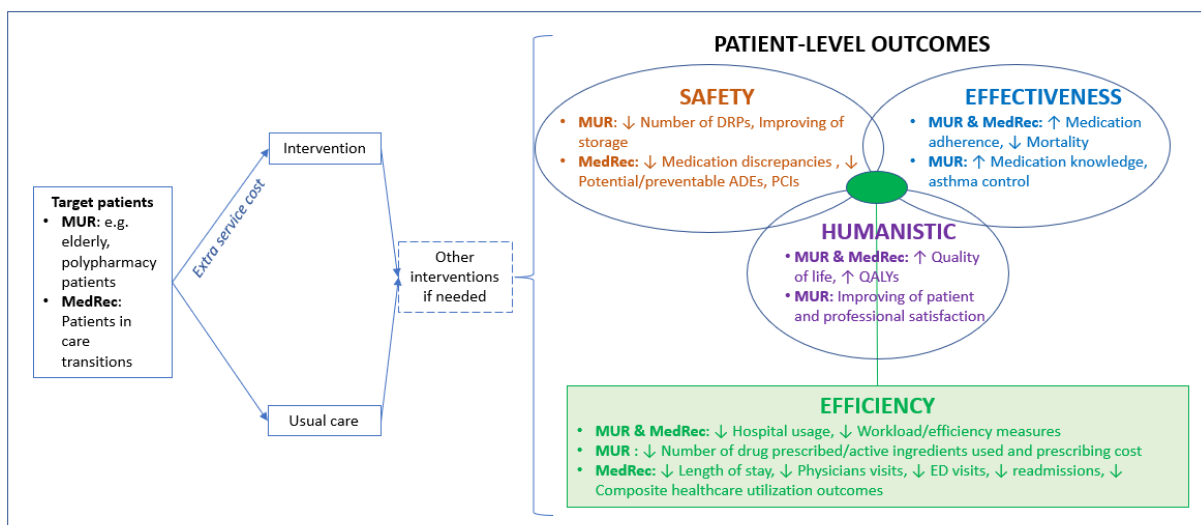 PATIENT-LEVEL OUTCOMES
Target patients
• MUR: e.g.
elderly,
polypharmacy
patients
• MedRec:
Patients in
care
transitions
Extra service cost
Intervention
Usual care
Other
interventions
if needed
SAFETY
• MUR: ↓ Number of DRPs, Improving of
storage
• MedRec: ↓ Medication discrepancies , ↓
Potential/preventable ADEs, PCIs
EFFECTIVENESS
• MUR & MedRec: ↑ Medication
adherence, ↓ Mortality
• MUR: ↑ Medication knowledge,
asthma control
HUMANISTIC
• MUR & MedRec: ↑ Quality
of life, ↑ QALYs
• MUR: Improving of patient
and professional satisfaction
EFFICIENCY
• MUR & MedRec: ↓ Hospital usage, ↓ Workload/efficiency measures
• MUR : ↓ Number of drug prescribed/active ingredients used and prescribing cost
• MedRec: ↓ Length of stay, ↓ Physicians visits, ↓ ED visits, ↓ readmissions, ↓
Composite healthcare utilization outcomes